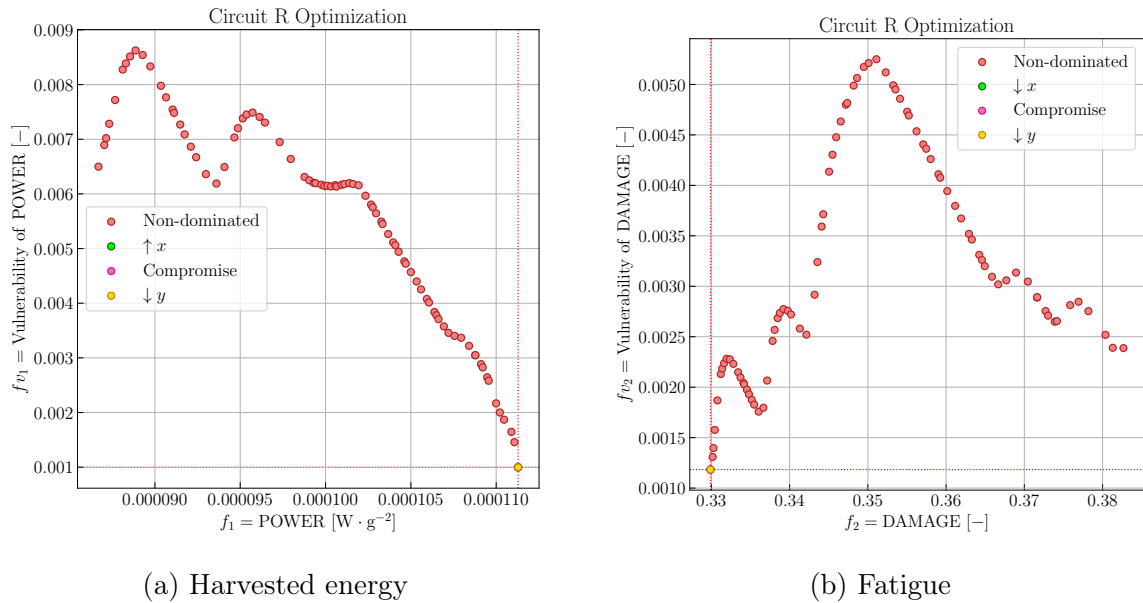 Circuit R Optimization
0.009
0.008
0.007
0.006
0.005
0.004
0.003
0.002
0.001
fv₁ = Vulnerability of POWER [−]
Non-dominated
↑ x
Compromise
↓ y
0.000090
0.000095
0.000100
0.000105
0.000110
f₁ = POWER [W · g⁻²]
(a) Harvested energy
Circuit R Optimization
0.0050
0.0045
0.0040
0.0035
0.0030
0.0025
0.0020
0.0015
0.0010
fv₂ = Vulnerability of DAMAGE [−]
Non-dominated
↓ x
Compromise
↓ y
0.33
0.34
0.35
0.36
0.37
0.38
f₂ = DAMAGE [−]
(b) Fatigue